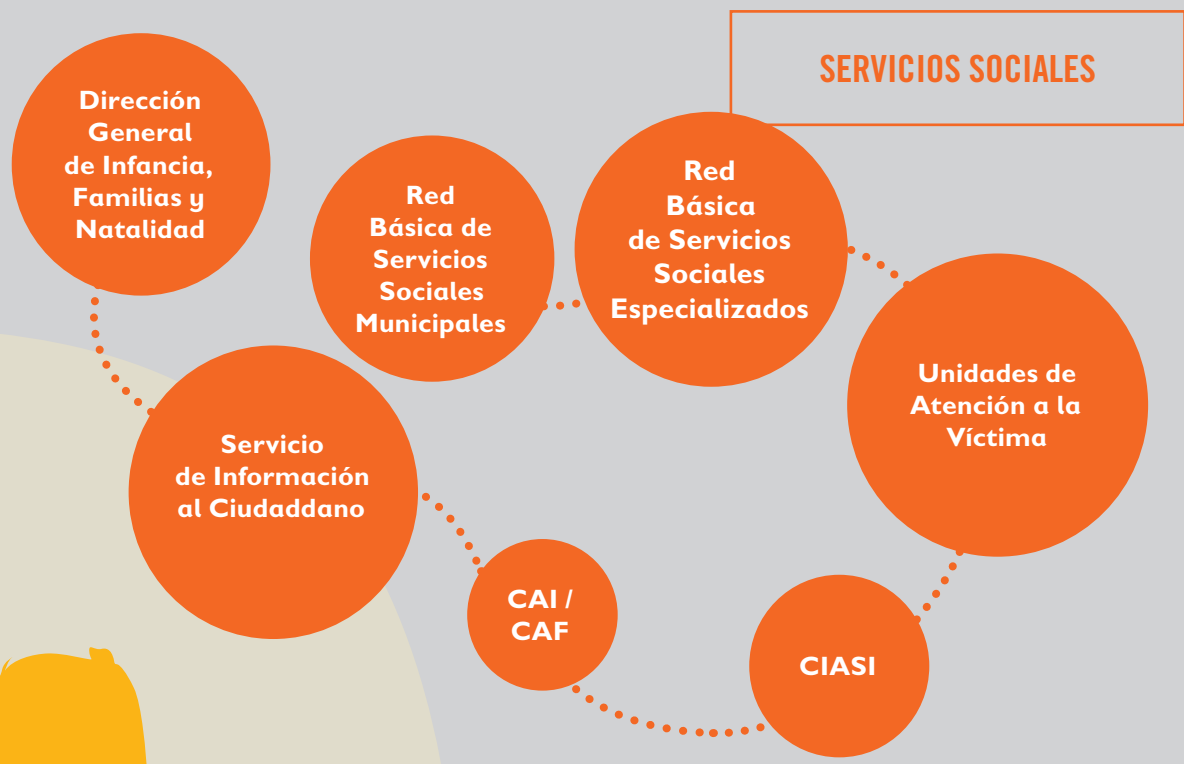 SERVICIOS SOCIALES
Dirección
General
de Infancia,
Familias y
Natalidad
Red
Básica de
Servicios
Sociales
Municipales
Red
Básica
de Servicios
Sociales
Especializados
Unidades de
Atención a la
Víctima
Servicio
de Información
al Ciudaddano
CAI /
CAF
CIASI